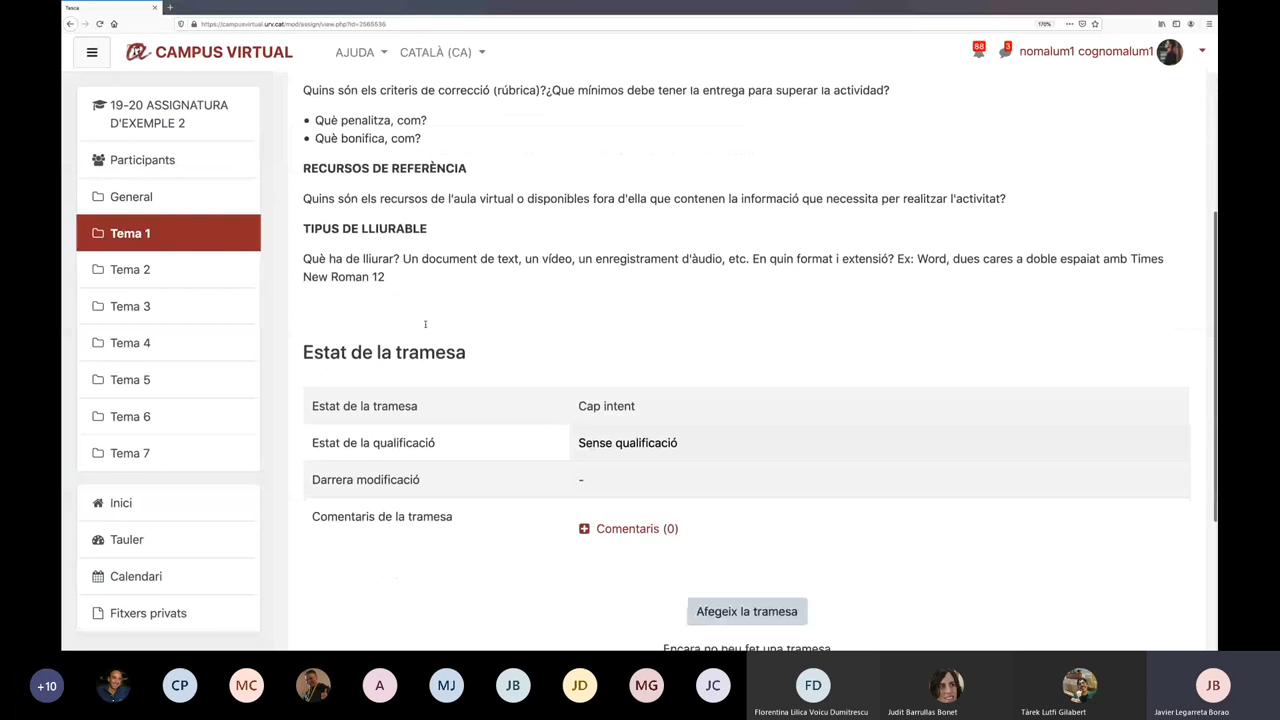 Tasca
https://campusvirtual.urv.cat/mod/assign/view.php?id=2565536
170%
CAMPUS VIRTUAL
AJUDA
CATALÀ (CA)
88
3
nomalum1 cognomalum1
19-20 ASSIGNATURA
D'EXEMPLE 2
Participants
General
Tema 1
Tema 2
Tema 3
Tema 4
Tema 5
Tema 6
Tema 7
Inici
Tauler
Calendari
Fitxers privats
Quins són els criteris de correcció (rúbrica)?¿Que mínimos debe tener la entrega para superar la actividad?
Què penalitza, com?
Què bonifica, com?
RECURSOS DE REFERÈNCIA
Quins són els recursos de l'aula virtual o disponibles fora d'ella que contenen la informació que necessita per realitzar l'activitat?
TIPUS DE LLIURABLE
Què ha de lliurar? Un document de text, un vídeo, un enregistrament d'àudio, etc. En quin format i extensió? Ex: Word, dues cares a doble espaiat amb Times
New Roman 12
Estat de la tramesa
Estat de la tramesa Cap intent
Estat de la qualificació Sense qualificació
Darrera modificació -
Comentaris de la tramesa Comentaris (0)
Afegeix la tramesa
Encara no heu fet una tramesa
+10
CP
MC
A
MJ
JB
JD
MG
JC
FD
JB
Florentina Lilica Voicu Dumitrescu
Judit Barrullas Bonet
Tàrek Lutfi Gilabert
Javier Legarreta Borao